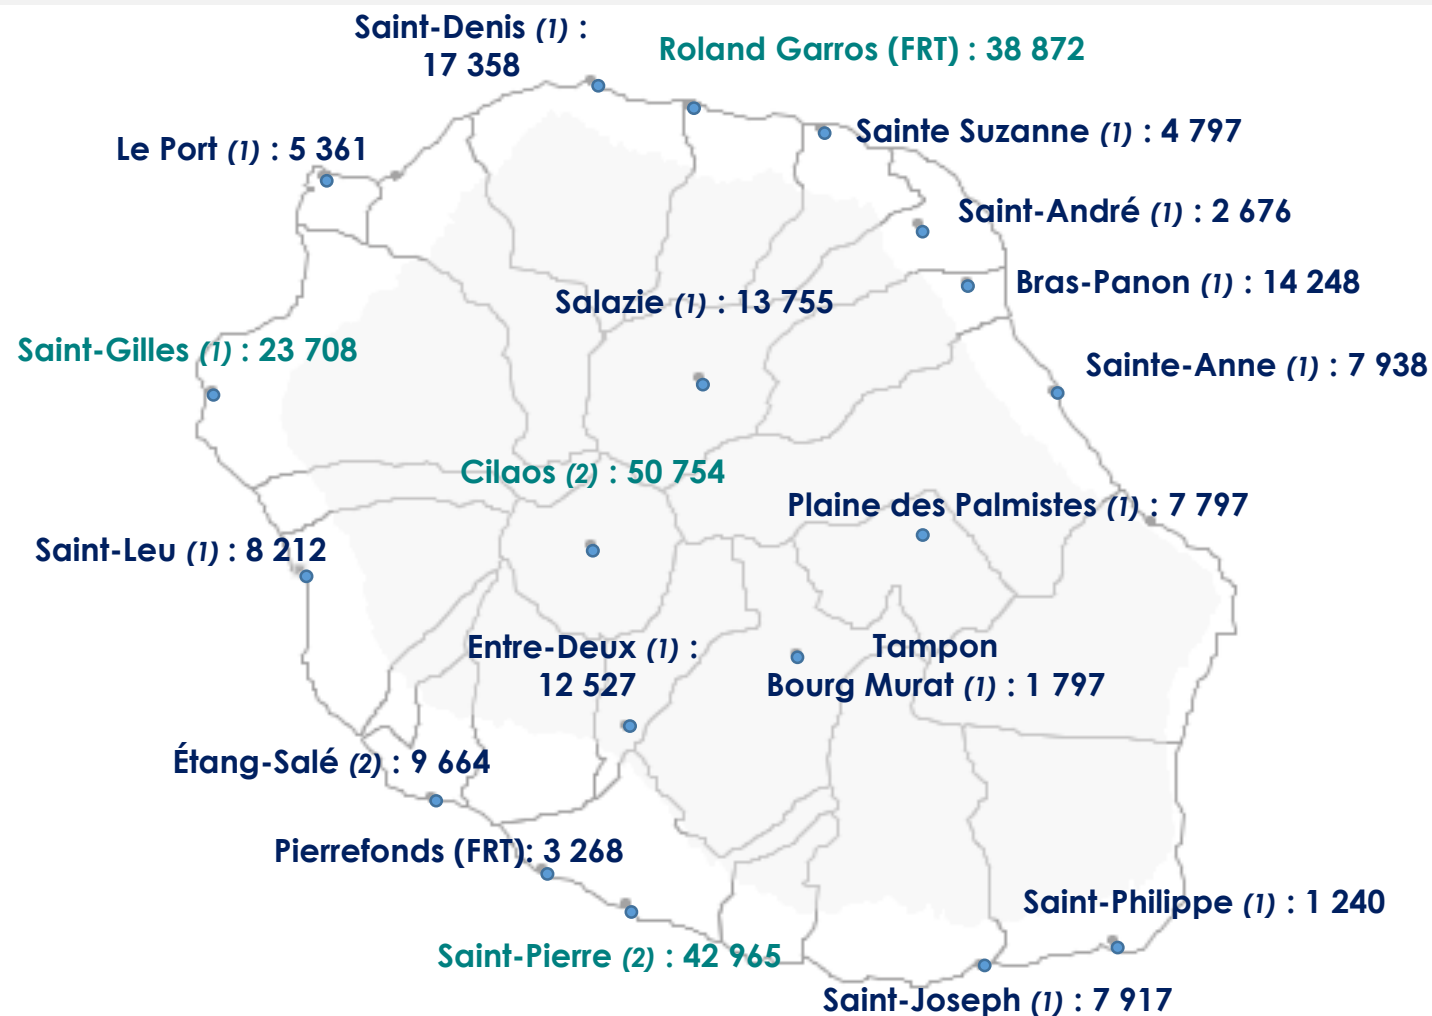 Saint-Denis (1) :
17 358
Roland Garros (FRT) : 38 872
Sainte Suzanne (1) : 4 797
Le Port (1) : 5 361
Saint-André (1) : 2 676
Bras-Panon (1) : 14 248
Salazie (1) : 13 755
Saint-Gilles (1) : 23 708
Sainte-Anne (1) : 7 938
Cilaos (2) : 50 754
Plaine des Palmistes (1) : 7 797
Saint-Leu (1) : 8 212
Entre-Deux (1) :
12 527
Tampon
Bourg Murat (1) : 1 797
Étang-Salé (2) : 9 664
Pierrefonds (FRT): 3 268
Saint-Philippe (1) : 1 240
Saint-Pierre (2) : 42 965
Saint-Joseph (1) : 7 917